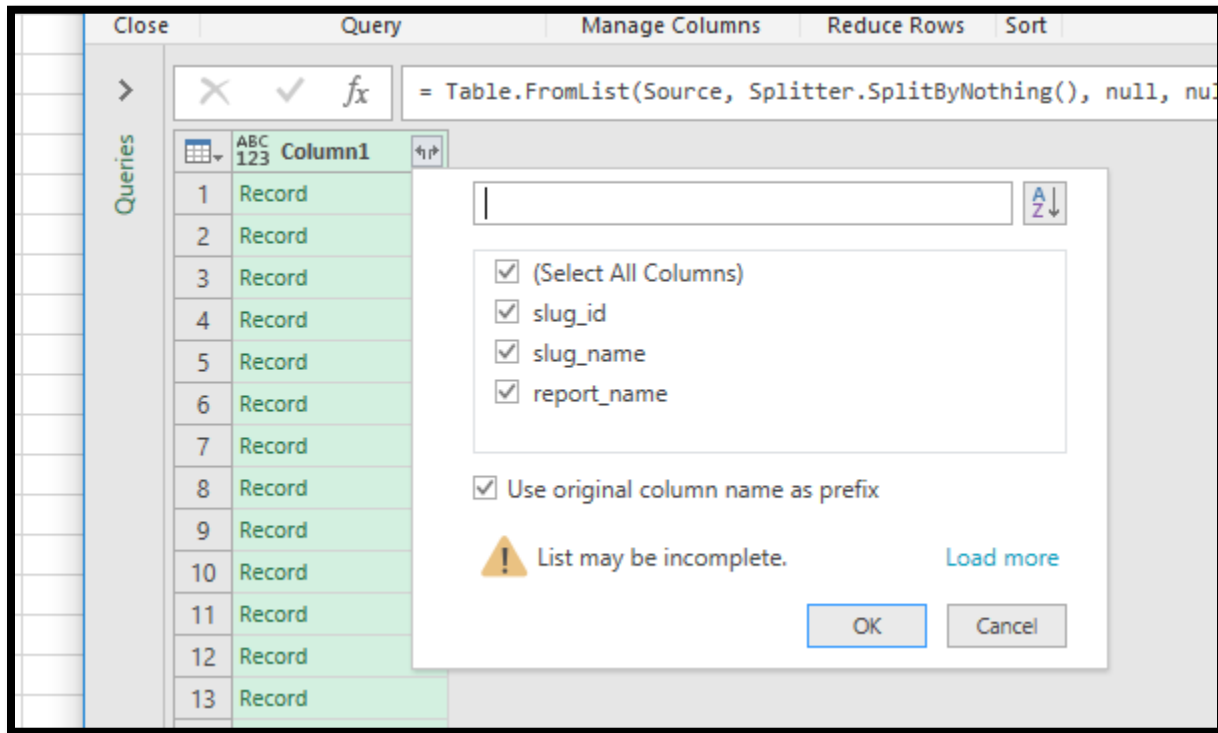 Close Query Manage Columns Reduce Rows Sort
fx = Table.FromList(Source, Splitter.SplitByNothing(), null, nul
Queries
ABC 123 Column1
1 Record
2 Record
3 Record
4 Record
5 Record
6 Record
7 Record
8 Record
9 Record
10 Record
11 Record
12 Record
13 Record
A Z
(Select All Columns)
slug_id
slug_name
report_name
Use original column name as prefix
List may be incomplete. Load more
OK Cancel